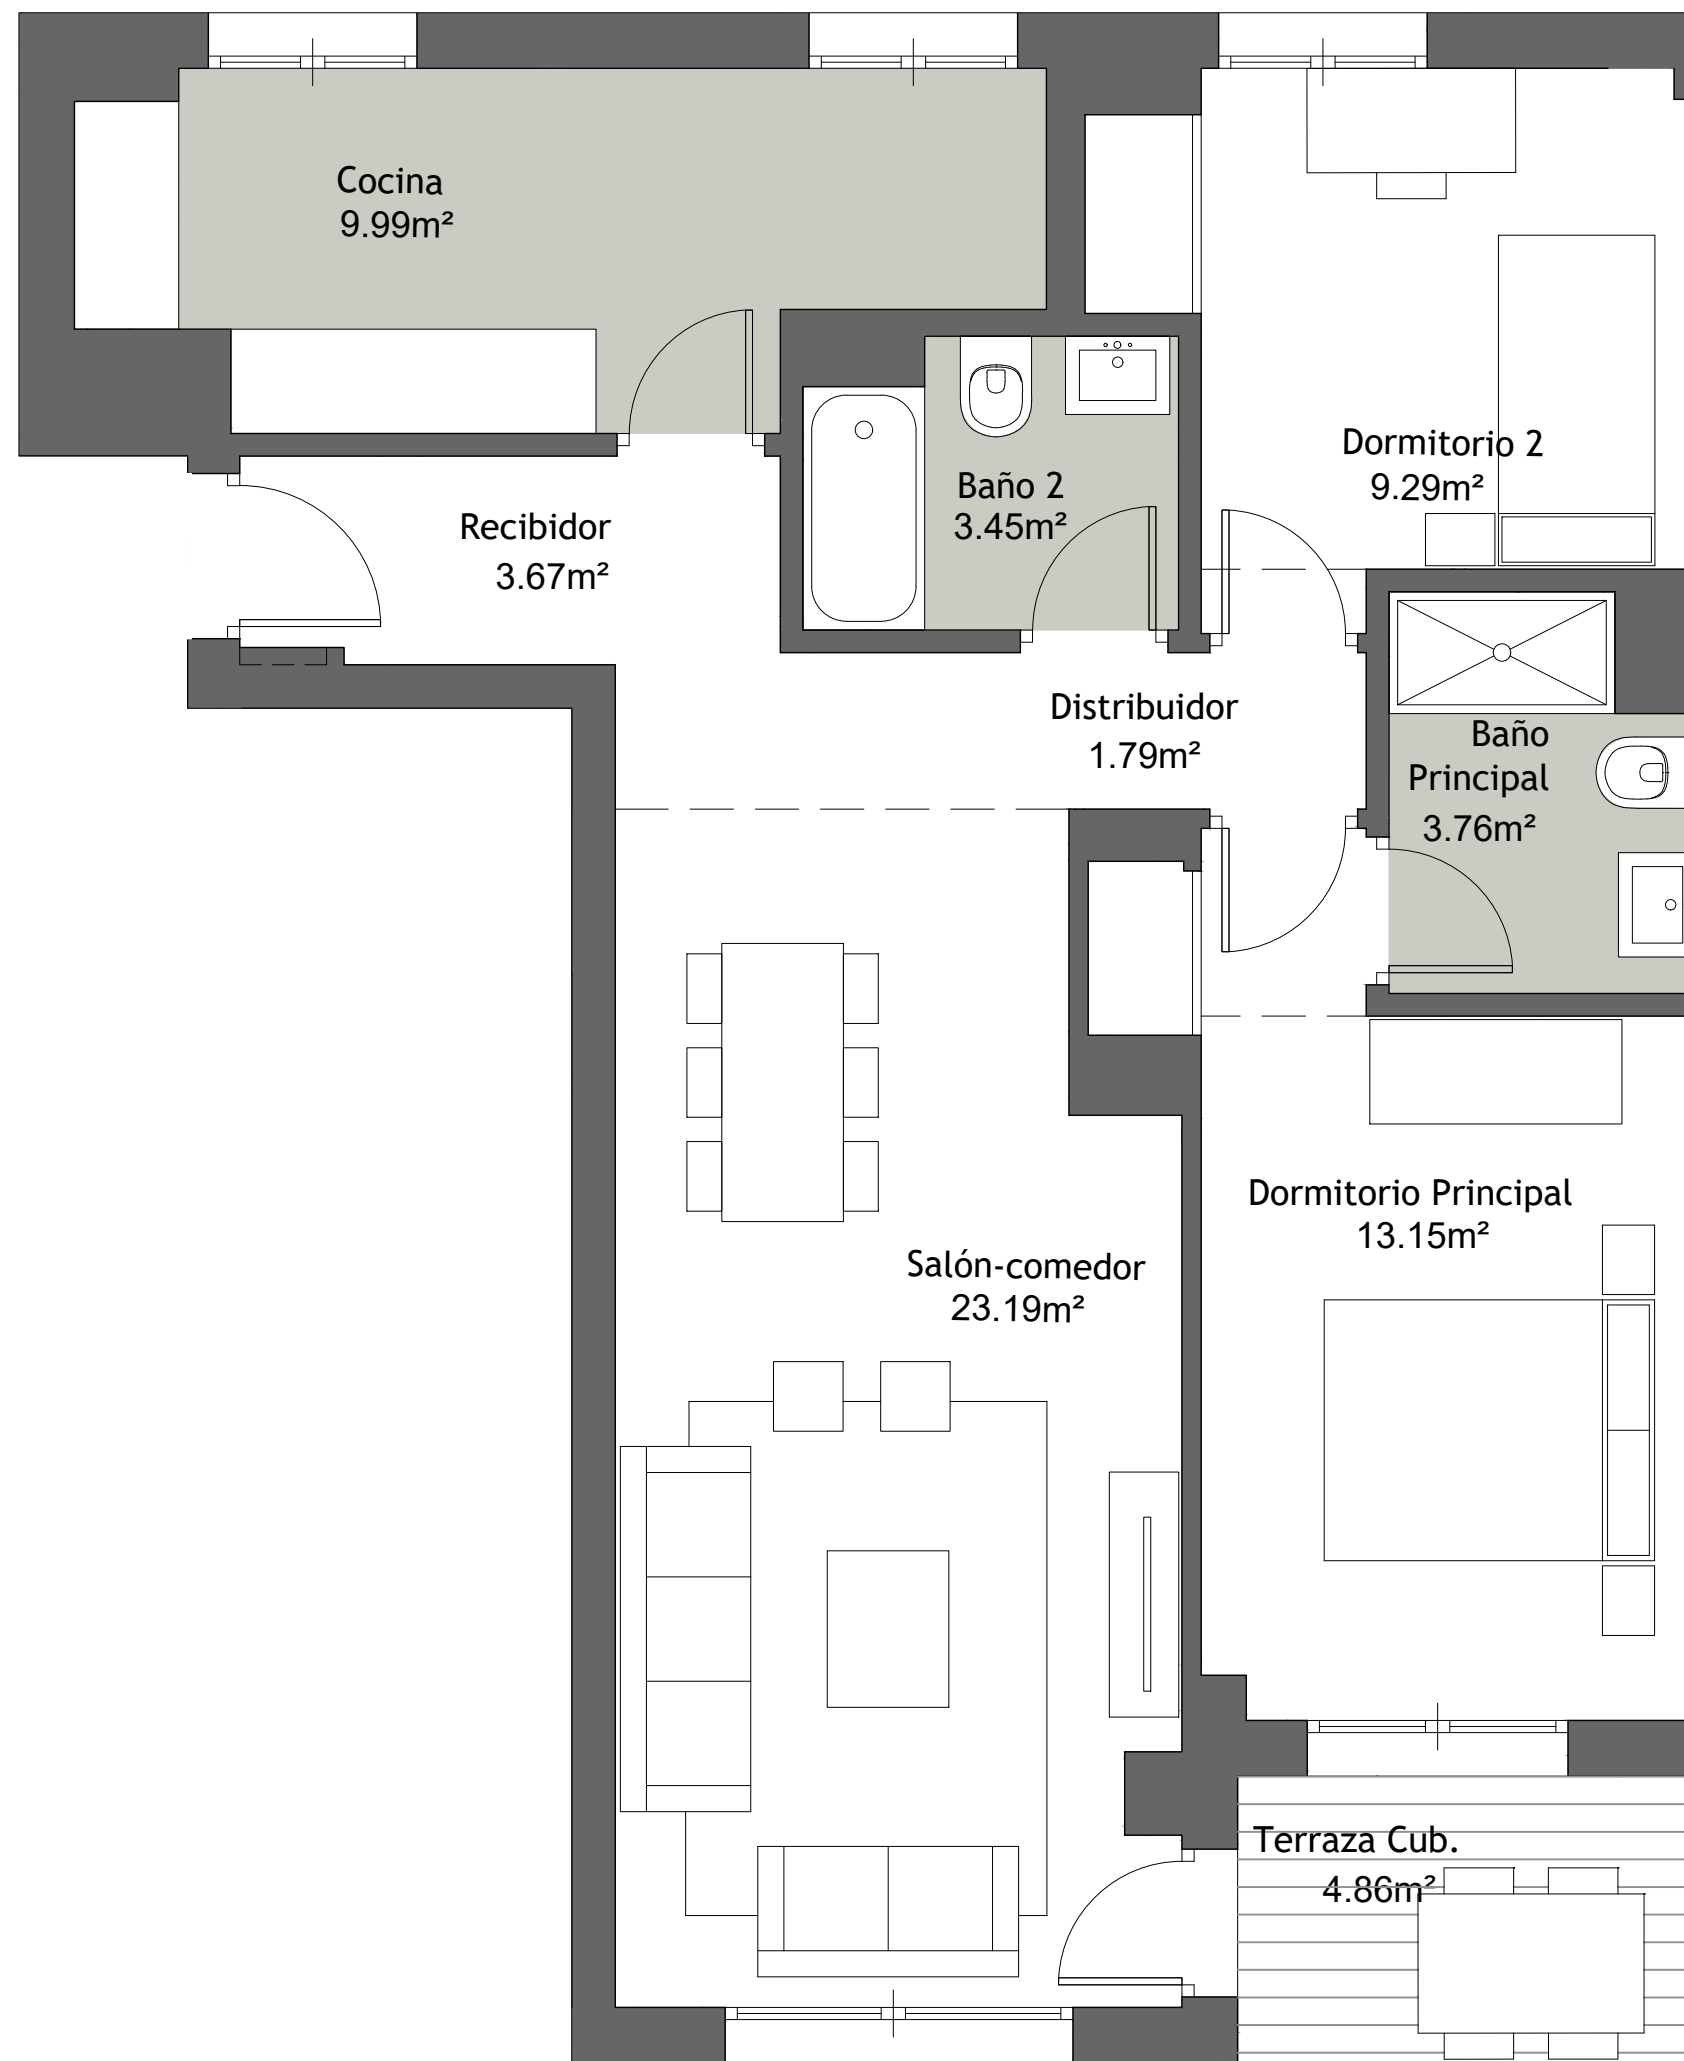 Cocina
9.99m²
Dormitorio 2
9.29m²
Baño 2
3.45m²
Recibidor
3.67m²
Distribuidor
1.79m²
Baño
Principal
3.76m²
Dormitorio Principal
13.15m²
Salón-comedor
23.19m²
Terraza Cub.
4.86m²